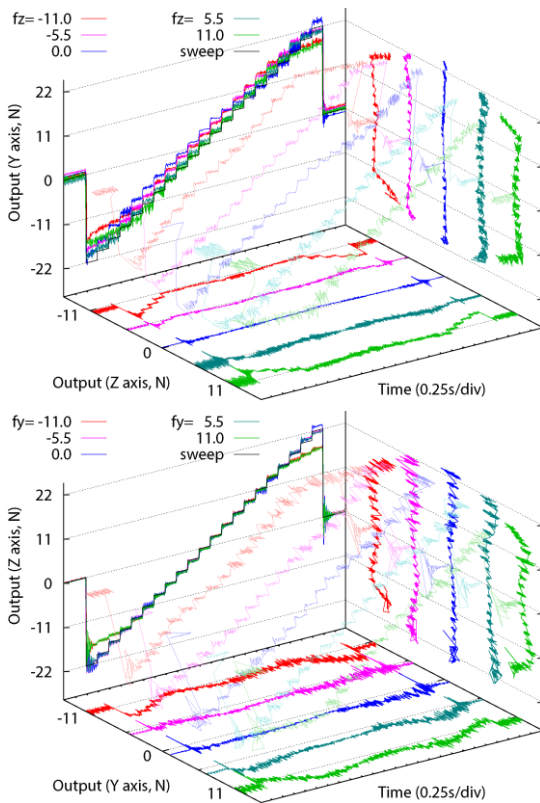 fz= -11.0 fz= 5.5
-5.5 11.0
0.0 sweep
Output (Y axis, N)
22
11
0
-11
-22
-11
0
11
Output (Z axis, N)
Time (0.25s/div)
fy= -11.0 fy= 5.5
-5.5 11.0
0.0 sweep
Output (Z axis, N)
22
11
0
-11
-22
-11
0
11
Output (Y axis, N)
Time (0.25s/div)